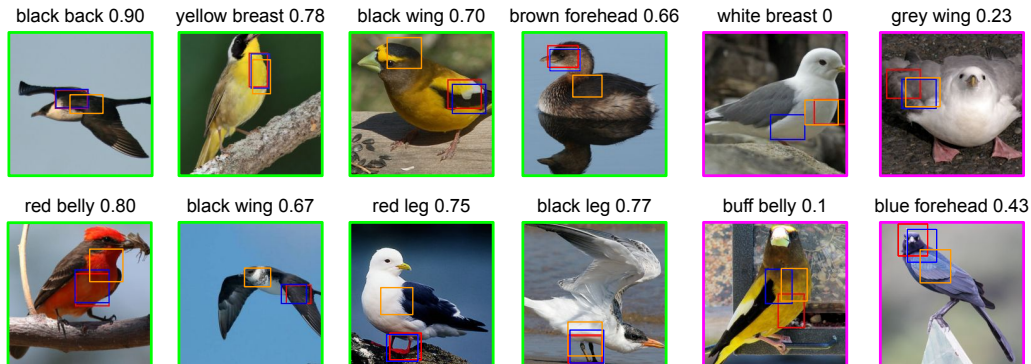 black back 0.90 yellow breast 0.78 black wing 0.70 brown forehead 0.66 white breast 0 grey wing 0.23
red belly 0.80 black wing 0.67 red leg 0.75 black leg 0.77 buff belly 0.1 blue forehead 0.43